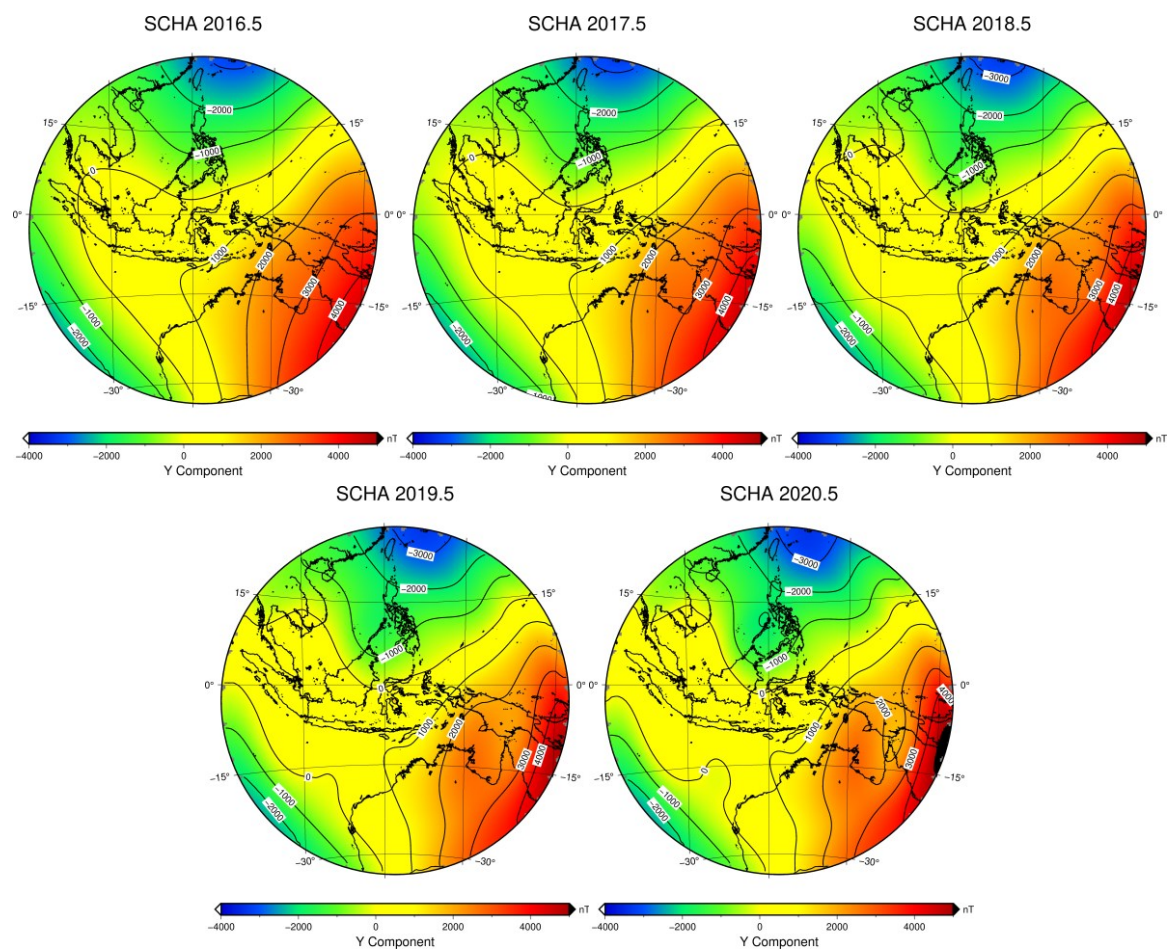 SCHA 2016.5 SCHA 2017.5 SCHA 2018.5
−2000 −2000 −3000
−2000
15° 15° 15° 15° 15° 15°
−1000 −1000 −1000
0 0 0
0° 0° 0° 0° 0° 0°
1000 2000 1000 2000 1000 2000
3000 4000 3000 4000 3000 4000
−15° −15° −15° −15° −15° −15°
−1000 −1000 −1000
−2000 −2000 −2000
−30° −30° −30° −30° −30° −30°
−4000 −2000 0 2000 4000 nT −4000 −2000 0 2000 4000 nT −4000 −2000 0 2000 4000 nT
Y Component Y Component Y Component
SCHA 2019.5 SCHA 2020.5
−3000 −3000
−2000 −2000
15° 15° 15° 15°
−1000 −1000
0° 0 0° 0° 0 0°
4000
1000 2000 1000 2000
3000 4000 3000
−15° 0 −15° −15° 0 −15°
−1000 −1000
−2000 −2000
−30° −30° −30° −30°
−4000 −2000 0 2000 4000 nT −4000 −2000 0 2000 4000 nT
Y Component Y Component